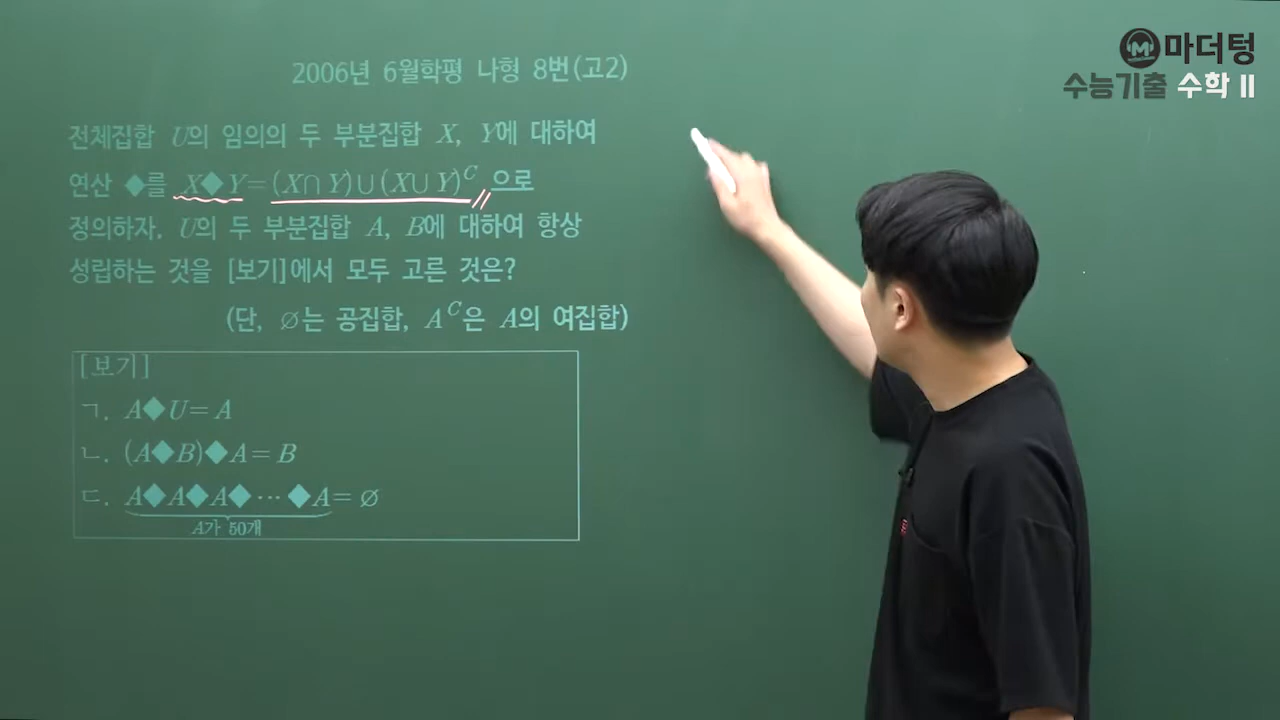 마더텅
수능기출 수학 II
2006년 6월학평 나형 8번(고2)
전체집합 U의 임의의 두 부분집합 X, Y에 대하여
연산 ◆를 X◆Y=(X∩Y)∪(X∪Y)^C으로
정의하자. U의 두 부분집합 A, B에 대하여 항상
성립하는 것을 [보기]에서 모두 고른 것은?
(단, ∅는 공집합, A^C은 A의 여집합)
[보기]
ㄱ. A◆U=A
ㄴ. (A◆B)◆A=B
ㄷ. A◆A◆A◆⋯◆A=∅
A가 50개